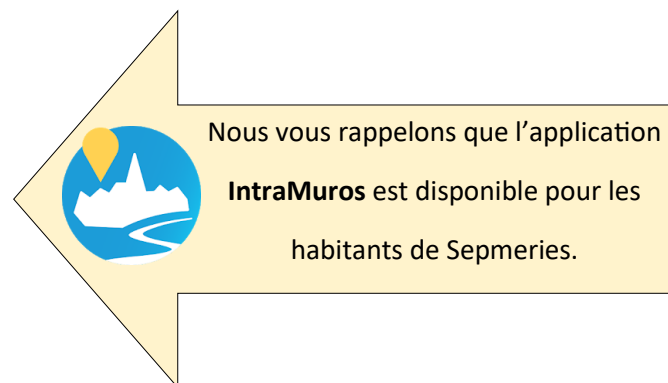 Nous vous rappelons que l’application
IntraMuros est disponible pour les
habitants de Sepmeries.